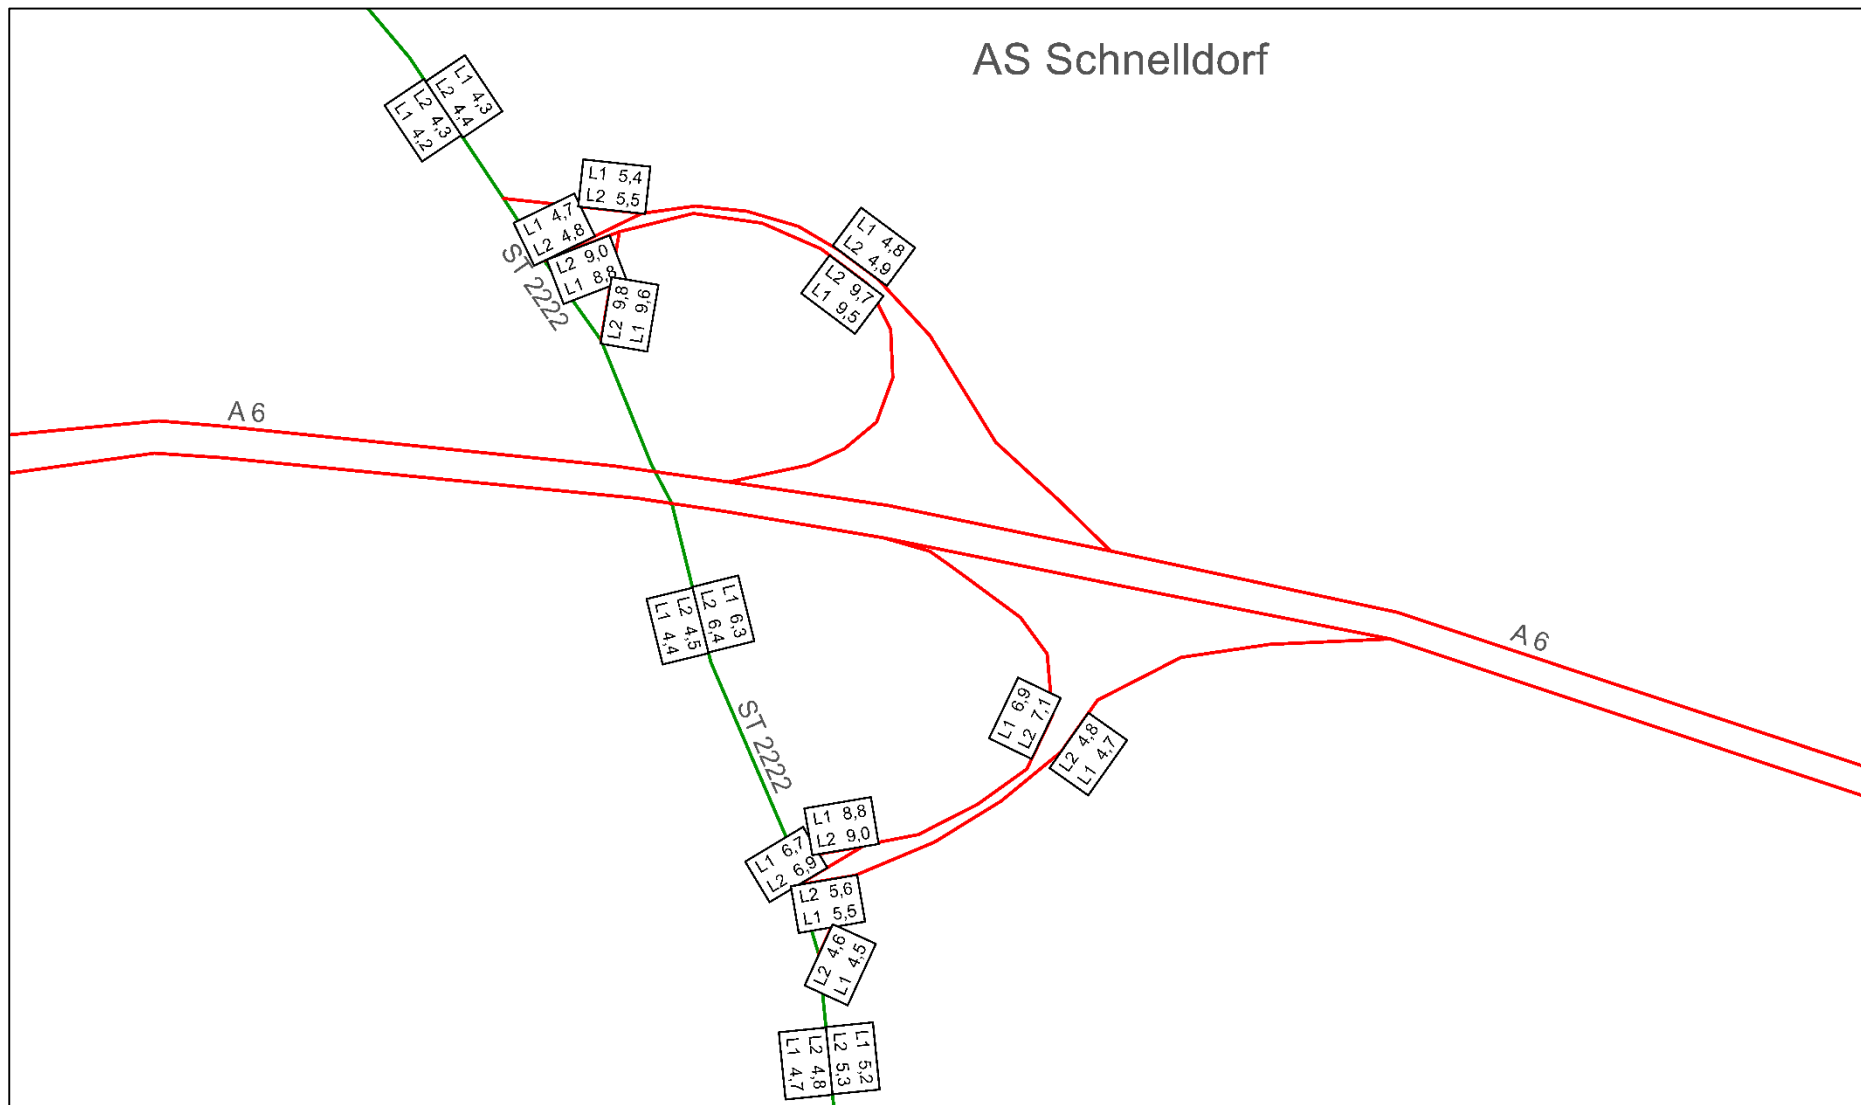 AS Schnelldorf
L1 4,3
L2 4,4
L2 4,3
L1 4,2
L1 5,4
L2 5,5
L1 4,7
L2 4,8
L2 9,0
L1 8,8
ST 2222
L2 9,8
L1 9,6
L1 4,8
L2 4,9
L2 9,7
L1 9,5
A 6
L1 6,3
L2 6,4
L2 4,5
L1 4,4
A 6
ST 2222
L1 6,9
L2 7,1
L2 4,8
L1 4,7
L1 8,8
L2 9,0
L1 6,7
L2 6,9
L2 5,6
L1 5,5
L2 4,6
L1 4,5
L1 5,2
L2 5,3
L2 4,8
L1 4,7